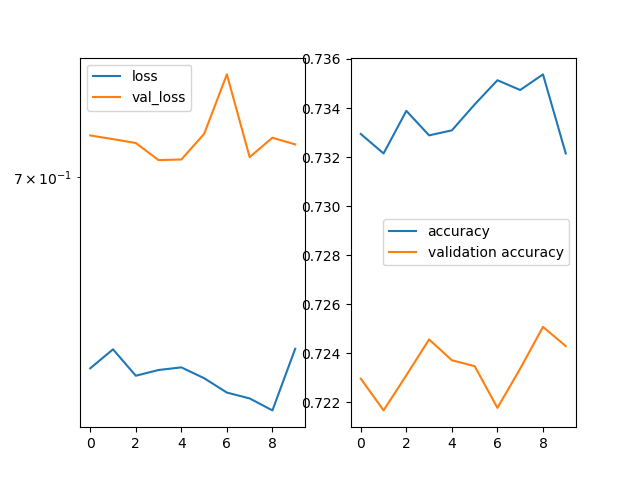 loss
val_loss
7 × 10⁻¹
0 2 4 6 8
0.736
0.734
0.732
0.730
0.728
0.726
0.724
0.722
accuracy
validation accuracy
0 2 4 6 8